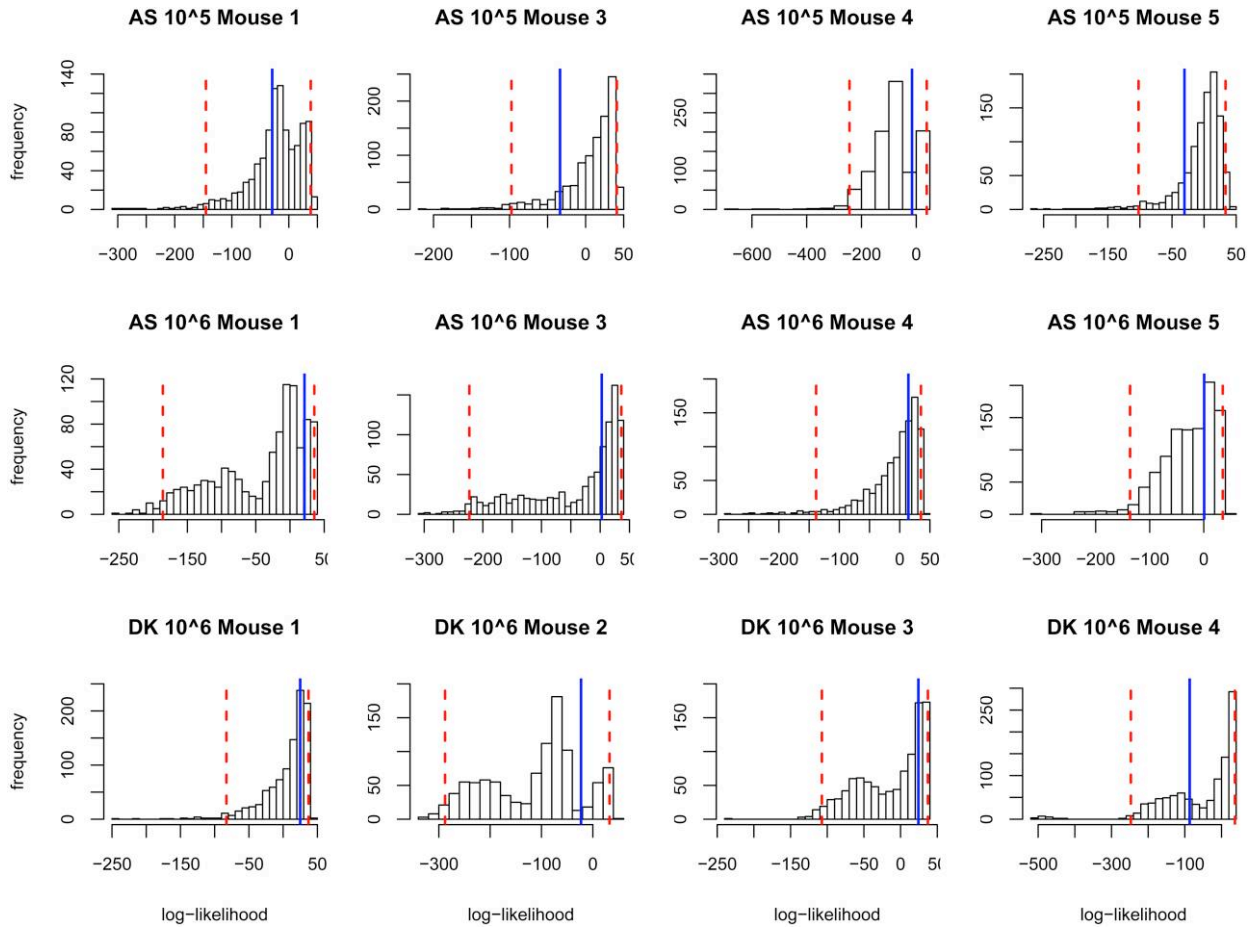 AS 10^5 Mouse 1
AS 10^5 Mouse 3
AS 10^5 Mouse 4
AS 10^5 Mouse 5
frequency
0 40 80 140
−300 −100 0
0 100 200
−200 −100 0 50
0 50 150 250
−600 −400 −200 0
0 50 150
−250 −150 −50 50
AS 10^6 Mouse 1
AS 10^6 Mouse 3
AS 10^6 Mouse 4
AS 10^6 Mouse 5
frequency
0 40 80 120
−250 −150 −50 50
0 50 100
−300 −200 −100 0 50
0 50 100 150
−300 −200 −100 0 50
0 50 100 150
−300 −200 −100 0
DK 10^6 Mouse 1
DK 10^6 Mouse 2
DK 10^6 Mouse 3
DK 10^6 Mouse 4
frequency
0 50 100 200
−250 −150 −50 50
0 50 150
−300 −100 0
0 50 150
−250 −150 −50 0 50
0 50 100 200 300
−500 −300 −100
log−likelihood
log−likelihood
log−likelihood
log−likelihood